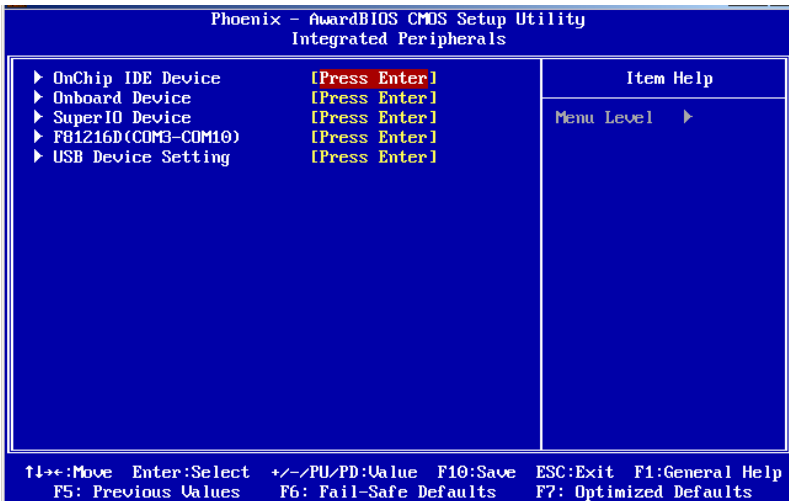 Phoenix - AwardBIOS CMOS Setup Utility
Integrated Peripherals
▶ OnChip IDE Device [Press Enter]
▶ Onboard Device [Press Enter]
▶ SuperIO Device [Press Enter]
▶ F81216D(COM3-COM10) [Press Enter]
▶ USB Device Setting [Press Enter]
Item Help
Menu Level ▶
↑↓→←:Move Enter:Select +/-/PU/PD:Value F10:Save ESC:Exit F1:General Help
F5: Previous Values F6: Fail-Safe Defaults F7: Optimized Defaults